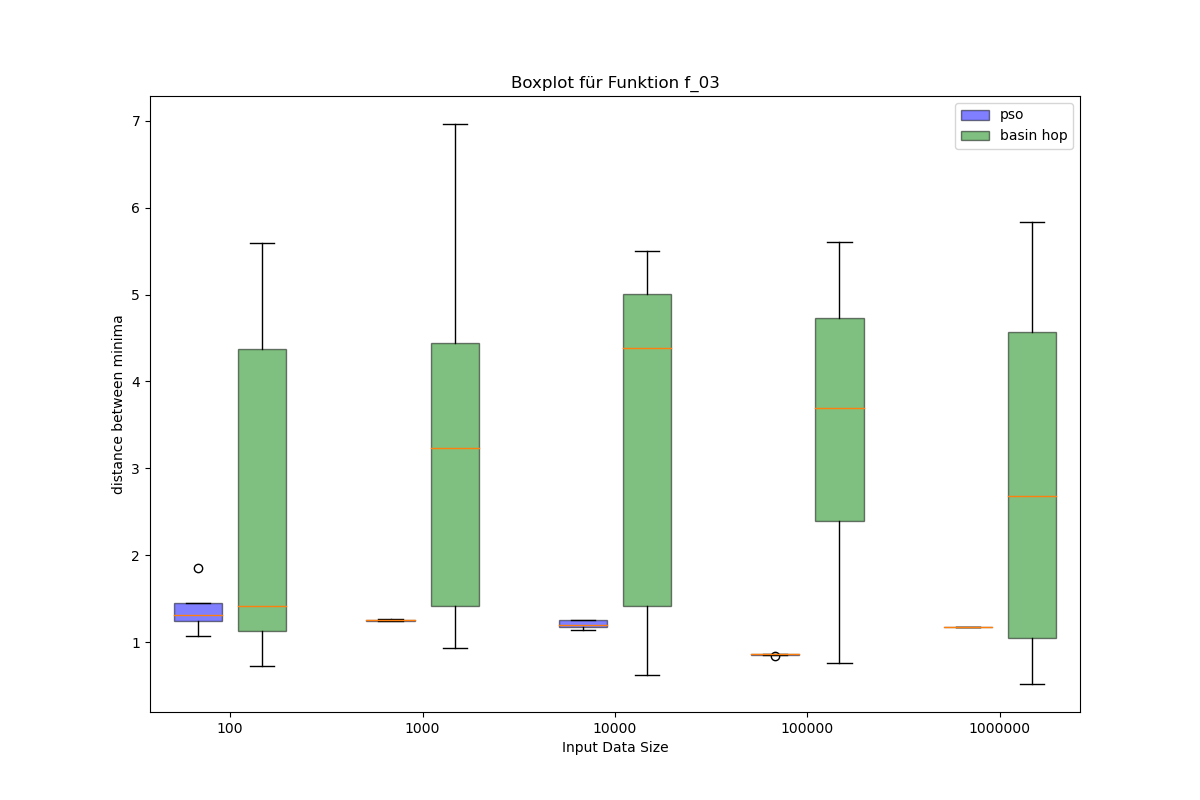 Boxplot für Funktion f_03
pso
basin hop
distance between minima
7
6
5
4
3
2
1
100
1000
10000
100000
1000000
Input Data Size